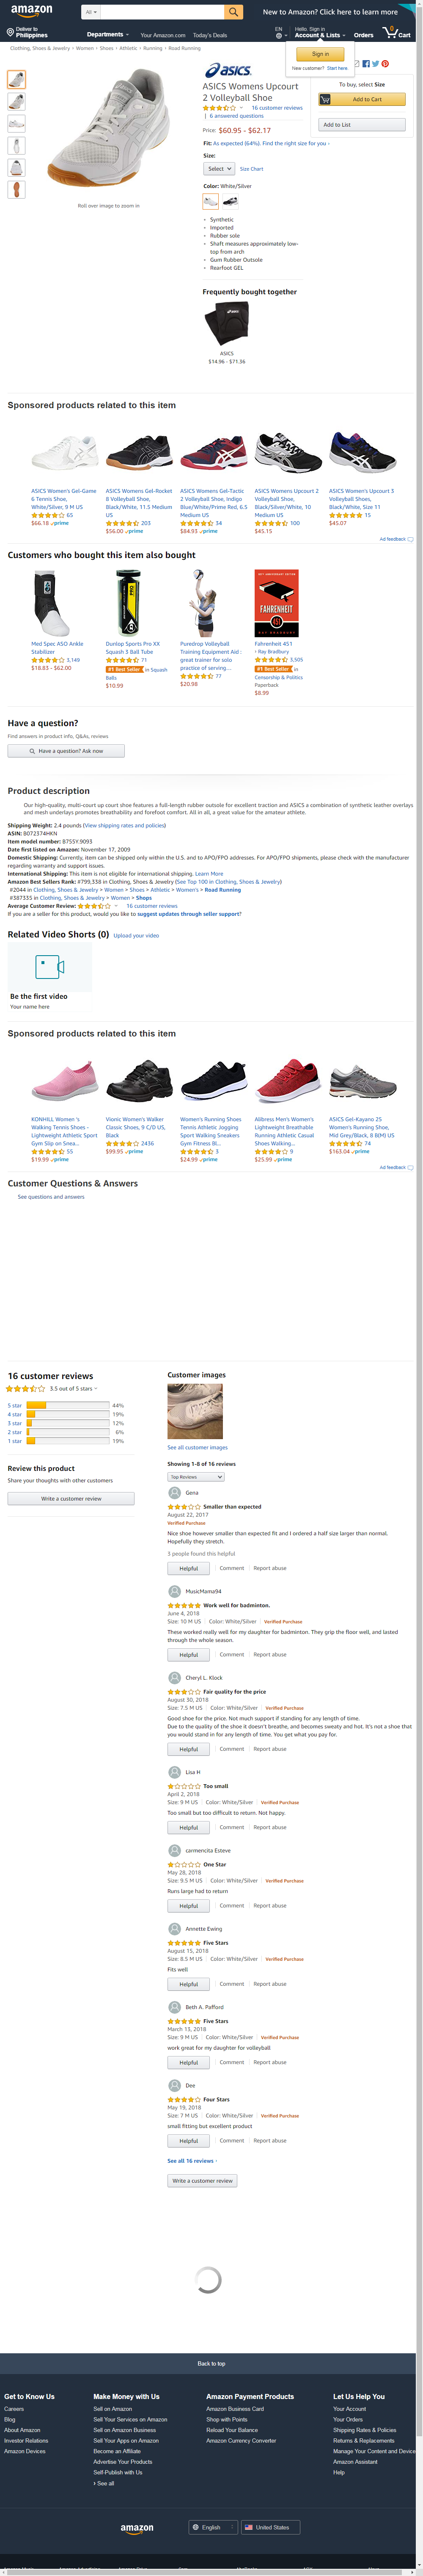 amazon
All
New to Amazon? Click here to learn more
Deliver to
Philippines
Departments
Your Amazon.com
Today's Deals
EN
Hello. Sign in
Account & Lists
Orders
0
Cart
Sign in
New customer? Start here.
Clothing, Shoes & Jewelry › Women › Shoes › Athletic › Running › Road Running
Roll over image to zoom in
asics
ASICS Womens Upcourt
2 Volleyball Shoe
16 customer reviews
| 6 answered questions
Price: $60.95 - $62.17
Fit: As expected (64%). Find the right size for you ›
Size:
Select
Size Chart
Color: White/Silver
Synthetic
Imported
Rubber sole
Shaft measures approximately low-
top from arch
Gum Rubber Outsole
Rearfoot GEL
To buy, select Size
Add to Cart
Add to List
Frequently bought together
ASICS
$14.96 - $71.36
Sponsored products related to this item
ASICS Women's Gel-Game
6 Tennis Shoe,
White/Silver, 9 M US
65
$66.18 prime
ASICS Womens Gel-Rocket
8 Volleyball Shoe,
Black/White, 11.5 Medium
US
203
$56.00 prime
ASICS Womens Gel-Tactic
2 Volleyball Shoe, Indigo
Blue/White/Prime Red, 6.5
Medium US
34
$84.93 prime
ASICS Womens Upcourt 2
Volleyball Shoe,
Black/Silver/White, 10
Medium US
100
$45.15
ASICS Women's Upcourt 3
Volleyball Shoes,
Black/White, Size 11
15
$45.07
Ad feedback
Customers who bought this item also bought
Med Spec ASO Ankle
Stabilizer
3,149
$18.83 - $62.00
Dunlop Sports Pro XX
Squash 3 Ball Tube
71
#1 Best Seller in Squash
Balls
$10.99
Puredrop Volleyball
Training Equipment Aid :
great trainer for solo
practice of serving...
77
$20.98
FAHRENHEIT
451
Fahrenheit 451
› Ray Bradbury
3,505
#1 Best Seller in
Censorship & Politics
Paperback
$8.99
Have a question?
Find answers in product info, Q&As, reviews
Have a question? Ask now
Product description
Our high-quality, multi-court up court shoe features a full-length rubber outsole for excellent traction and ASICS a combination of synthetic leather overlays
and mesh underlays promotes breathability and forefoot comfort. All in all, a great value for the amateur athlete.
Shipping Weight: 2.4 pounds (View shipping rates and policies)
ASIN: B072374HKN
Item model number: B755Y.9093
Date first listed on Amazon: November 17, 2009
Domestic Shipping: Currently, item can be shipped only within the U.S. and to APO/FPO addresses. For APO/FPO shipments, please check with the manufacturer
regarding warranty and support issues.
International Shipping: This item is not eligible for international shipping. Learn More
Amazon Best Sellers Rank: #799,338 in Clothing, Shoes & Jewelry (See Top 100 in Clothing, Shoes & Jewelry)
#2044 in Clothing, Shoes & Jewelry > Women > Shoes > Athletic > Women's > Road Running
#387335 in Clothing, Shoes & Jewelry > Women > Shops
Average Customer Review: 16 customer reviews
If you are a seller for this product, would you like to suggest updates through seller support?
Related Video Shorts (0) Upload your video
Be the first video
Your name here
Sponsored products related to this item
KONHILL Women 's
Walking Tennis Shoes -
Lightweight Athletic Sport
Gym Slip on Snea...
55
$19.99 prime
Vionic Women's Walker
Classic Shoes, 9 C/D US,
Black
2436
$99.95 prime
Women's Running Shoes
Tennis Athletic Jogging
Sport Walking Sneakers
Gym Fitness Bl...
3
$24.99 prime
Alibress Men's Women's
Lightweight Breathable
Running Athletic Casual
Shoes Walking...
9
$25.99 prime
ASICS Gel-Kayano 25
Women's Running Shoe,
Mid Grey/Black, 8 B(M) US
74
$163.04 prime
Ad feedback
Customer Questions & Answers
See questions and answers
16 customer reviews
3.5 out of 5 stars
5 star 44%
4 star 19%
3 star 12%
2 star 6%
1 star 19%
Review this product
Share your thoughts with other customers
Write a customer review
Customer images
See all customer images
Showing 1-8 of 16 reviews
Top Reviews
Gena
Smaller than expected
August 22, 2017
Verified Purchase
Nice shoe however smaller than expected fit and I ordered a half size larger than normal.
Hopefully they stretch.
3 people found this helpful
Helpful Comment Report abuse
MusicMama94
Work well for badminton.
June 4, 2018
Size: 10 M US Color: White/Silver Verified Purchase
These worked really well for my daughter for badminton. They grip the floor well, and lasted
through the whole season.
Helpful Comment Report abuse
Cheryl L. Klock
Fair quality for the price
August 30, 2018
Size: 7.5 M US Color: White/Silver Verified Purchase
Good shoe for the price. Not much support if standing for any length of time.
Due to the quality of the shoe it doesn't breathe, and becomes sweaty and hot. It's not a shoe that
you would stand in for any length of time. You get what you pay for.
Helpful Comment Report abuse
Lisa H
Too small
April 2, 2018
Size: 9 M US Color: White/Silver Verified Purchase
Too small but too difficult to return. Not happy.
Helpful Comment Report abuse
carmencita Esteve
One Star
May 28, 2018
Size: 9.5 M US Color: White/Silver Verified Purchase
Runs large had to return
Helpful Comment Report abuse
Annette Ewing
Five Stars
August 15, 2018
Size: 8.5 M US Color: White/Silver Verified Purchase
Fits well
Helpful Comment Report abuse
Beth A. Pafford
Five Stars
March 13, 2018
Size: 9 M US Color: White/Silver Verified Purchase
work great for my daughter for volleyball
Helpful Comment Report abuse
Dee
Four Stars
May 19, 2018
Size: 7 M US Color: White/Silver Verified Purchase
small fitting but excellent product
Helpful Comment Report abuse
See all 16 reviews ›
Write a customer review
Back to top
Get to Know Us
Careers
Blog
About Amazon
Investor Relations
Amazon Devices
Make Money with Us
Sell on Amazon
Sell Your Services on Amazon
Sell on Amazon Business
Sell Your Apps on Amazon
Become an Affiliate
Advertise Your Products
Self-Publish with Us
› See all
Amazon Payment Products
Amazon Business Card
Shop with Points
Reload Your Balance
Amazon Currency Converter
Let Us Help You
Your Account
Your Orders
Shipping Rates & Policies
Returns & Replacements
Manage Your Content and Device
Amazon Assistant
Help
amazon
English
United States